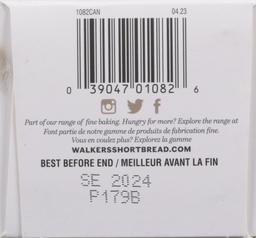 1082CAN 04.23
0 39047 01082 6
Part of our range of fine baking. Hungry for more? Explore the range at
Font partie de notre gamme de produits de fabrication fine.
Vous en voulez plus? Explorez la gamme
WALKERSSHORTBREAD.COM
BEST BEFORE END / MEILLEUR AVANT LA FIN
SE 2024
P179B